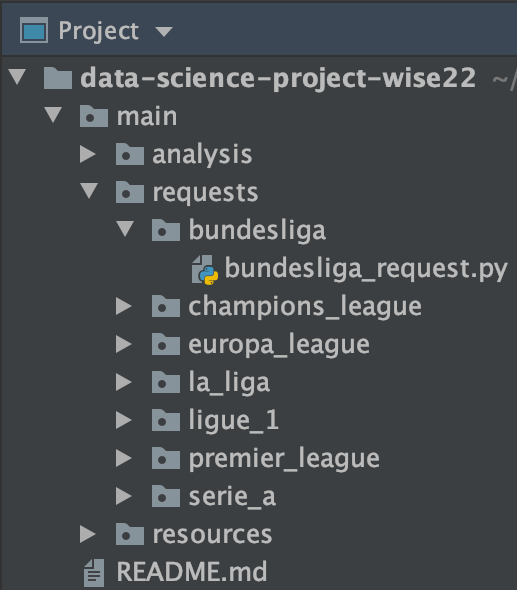 Project
data-science-project-wise22 ~/
main
analysis
requests
bundesliga
bundesliga_request.py
champions_league
europa_league
la_liga
ligue_1
premier_league
serie_a
resources
README.md